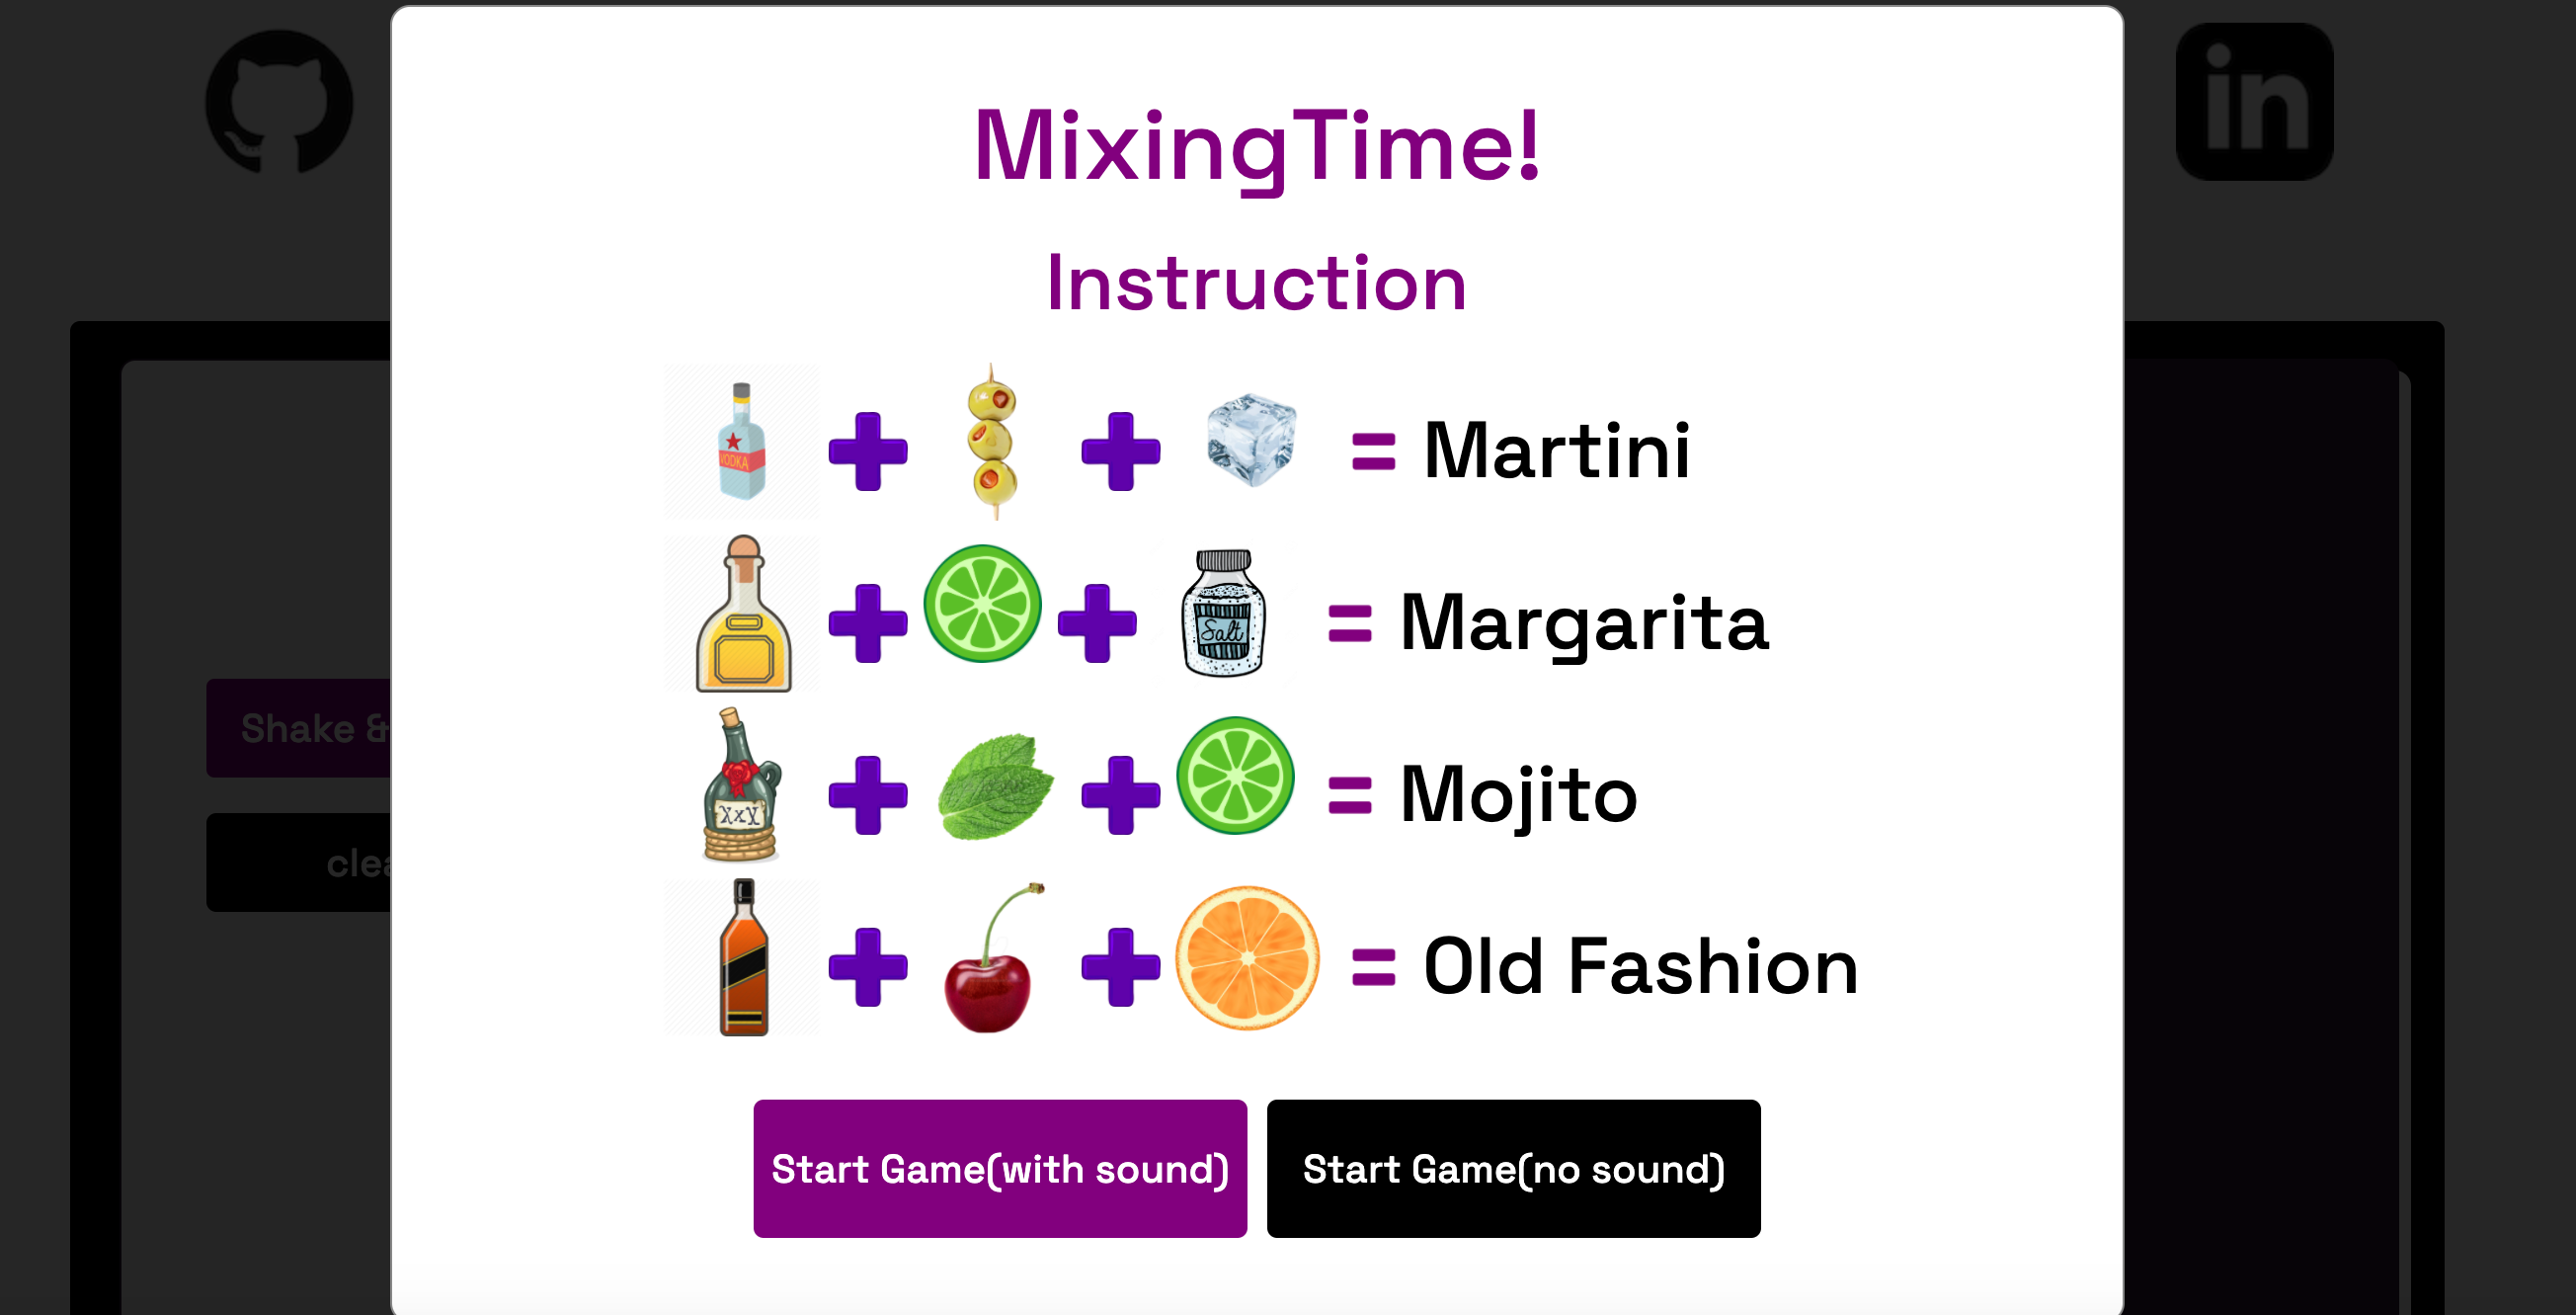 in
MixingTime!
Instruction
VODKA
= Martini
Salt
= Margarita
XXX
= Mojito
= Old Fashion
Shake &
Start Game(with sound)
Start Game(no sound)